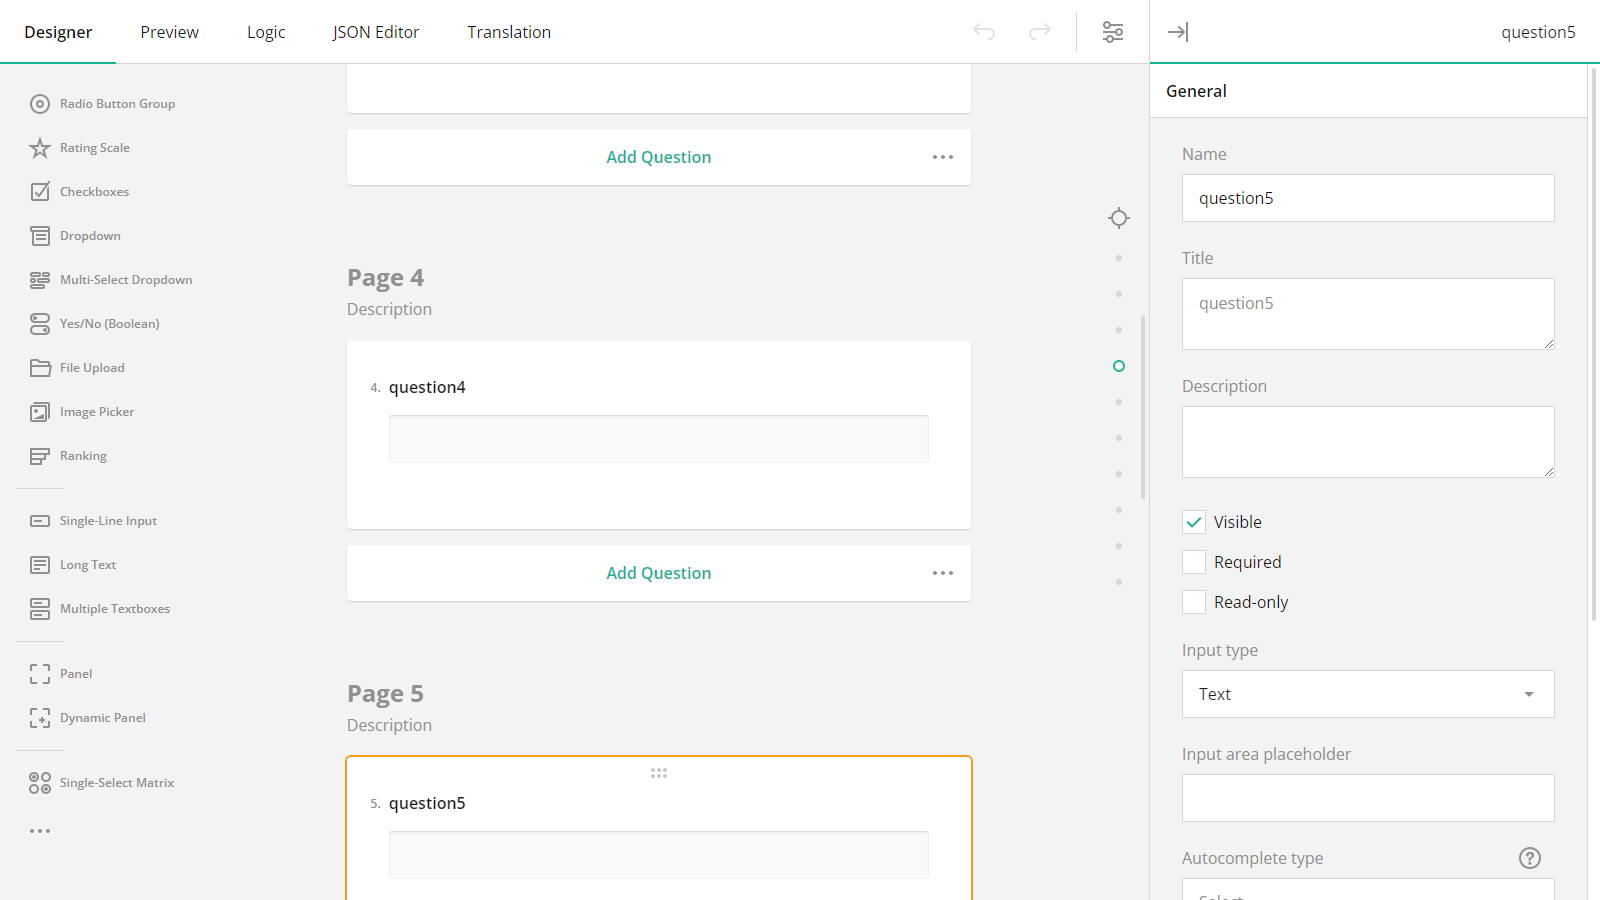 Designer
Preview
Logic
JSON Editor
Translation
question5
Radio Button Group
Rating Scale
Checkboxes
Dropdown
Multi-Select Dropdown
Yes/No (Boolean)
File Upload
Image Picker
Ranking
Single-Line Input
Long Text
Multiple Textboxes
Panel
Dynamic Panel
Single-Select Matrix
Add Question
Page 4
Description
4. question4
Add Question
Page 5
Description
5. question5
General
Name
question5
Title
question5
Description
Visible
Required
Read-only
Input type
Text
Input area placeholder
Autocomplete type
Select